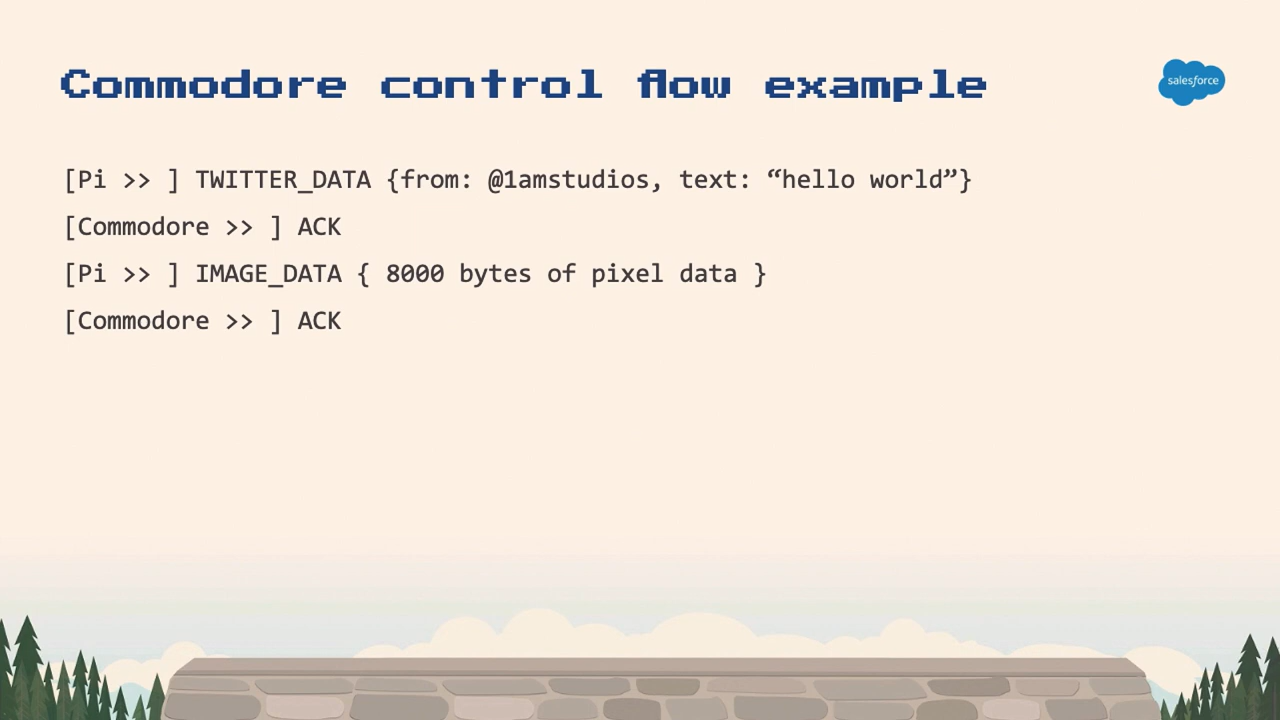 Commodore control flow example
salesforce
[Pi >> ] TWITTER_DATA {from: @1amstudios, text: “hello world”}
[Commodore >> ] ACK
[Pi >> ] IMAGE_DATA { 8000 bytes of pixel data }
[Commodore >> ] ACK